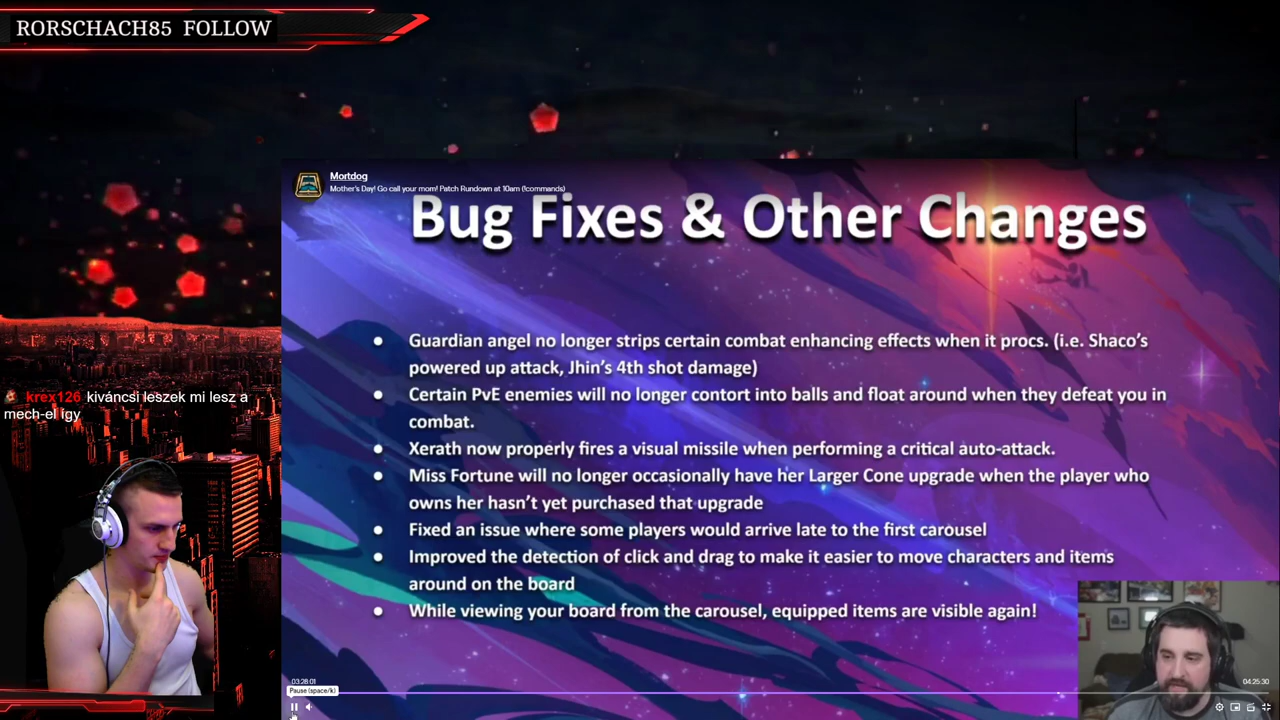 RORSCHACH85 FOLLOW
Mortdog
Mother's Day! Go call your mom! Patch Rundown at 10am (!commands)
Bug Fixes & Other Changes
• Guardian angel no longer strips certain combat enhancing effects when it procs. (i.e. Shaco's
powered up attack, Jhin's 4th shot damage)
• Certain PvE enemies will no longer contort into balls and float around when they defeat you in
combat.
• Xerath now properly fires a visual missile when performing a critical auto-attack.
• Miss Fortune will no longer occasionally have her Larger Cone upgrade when the player who
owns her hasn't yet purchased that upgrade
• Fixed an issue where some players would arrive late to the first carousel
• Improved the detection of click and drag to make it easier to move characters and items
around on the board
• While viewing your board from the carousel, equipped items are visible again!
krex126 kiváncsi leszek mi lesz a
mech-el így
03:28:01
04:25:30
Pause (space/k)